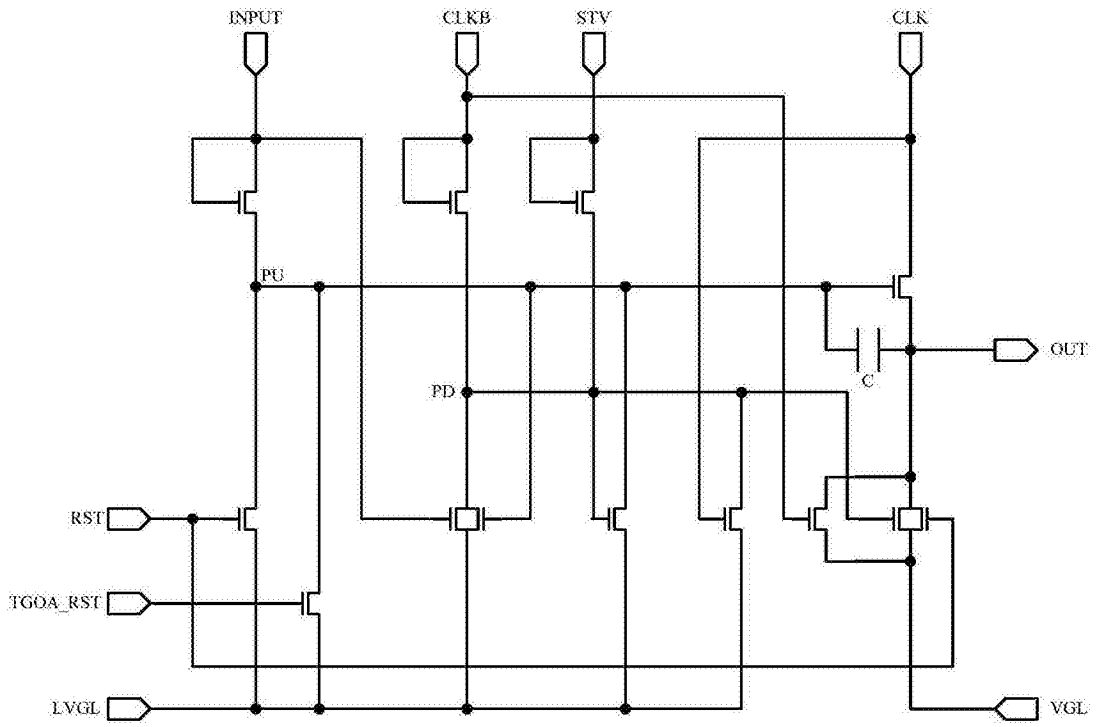 INPUT
CLKB
STV
CLK
PU
OUT
C
PD
RST
TGOA_RST
LVGL
VGL